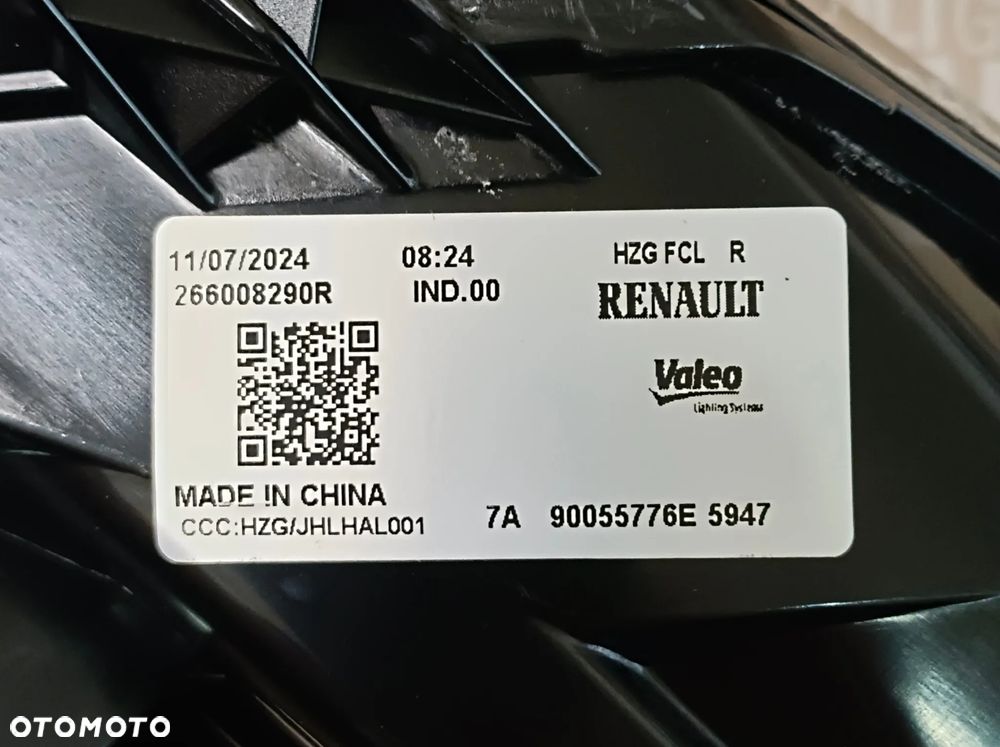 11/07/2024 08:24 HZG FCL R
266008290R IND.00 RENAULT
Valeo
Lighting Systems
MADE IN CHINA
CCC:HZG/JHLHAL001 7A 90055776E 5947
OTOMOTO